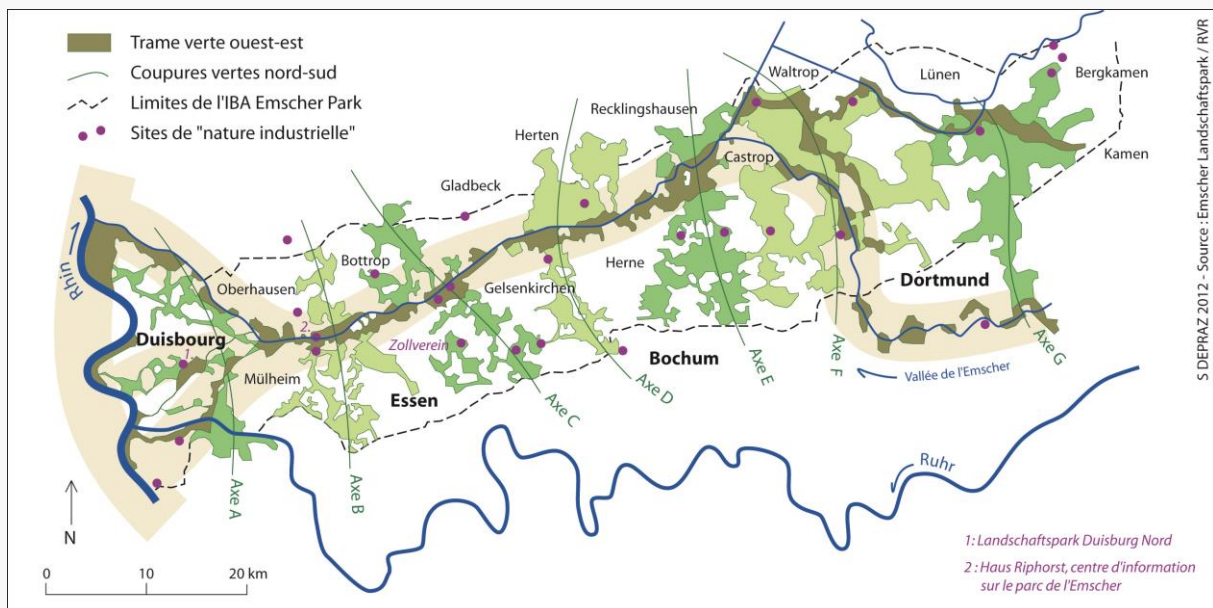 Trame verte ouest-est
Coupures vertes nord-sud
Limites de l'IBA Emscher Park
Sites de "nature industrielle"
Waltrop
Lünen
Bergkamen
Recklingshausen
Herten
Castrop
Kamen
Gladbeck
Rhin
Bottrop
Oberhausen
Herne
Gelsenkirchen
Dortmund
2.
Duisbourg
1.
Zollverein
Mülheim
Essen
Bochum
Axe A
Axe B
Axe C
Axe D
Axe E
Axe F
Axe G
Vallée de l'Emscher
Ruhr
N
0 10 20 km
1: Landschaftspark Duisburg Nord
2 : Haus Riphorst, centre d'information
sur le parc de l'Emscher
S DEPRAZ 2012 - Source : Emscher Landschaftspark / RVR